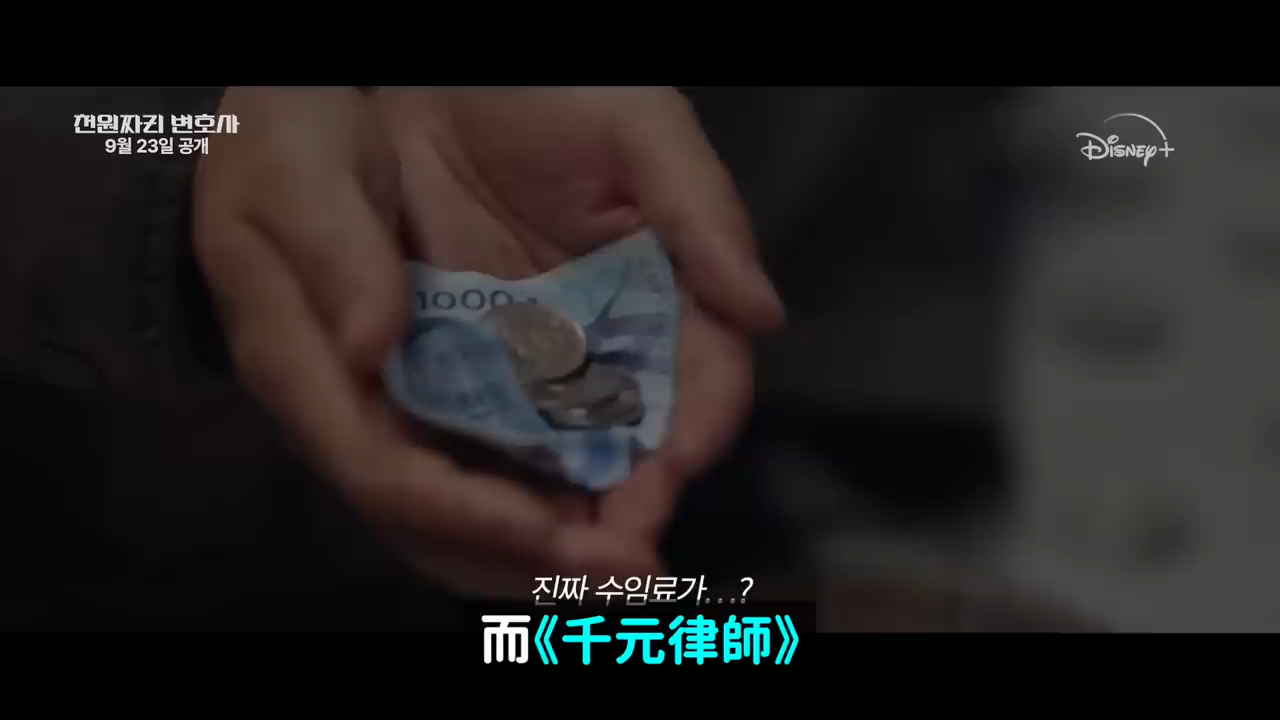 천원짜리 변호사
9월 23일 공개
Disney+
1000
진짜 수임료가...?
而《千元律師》